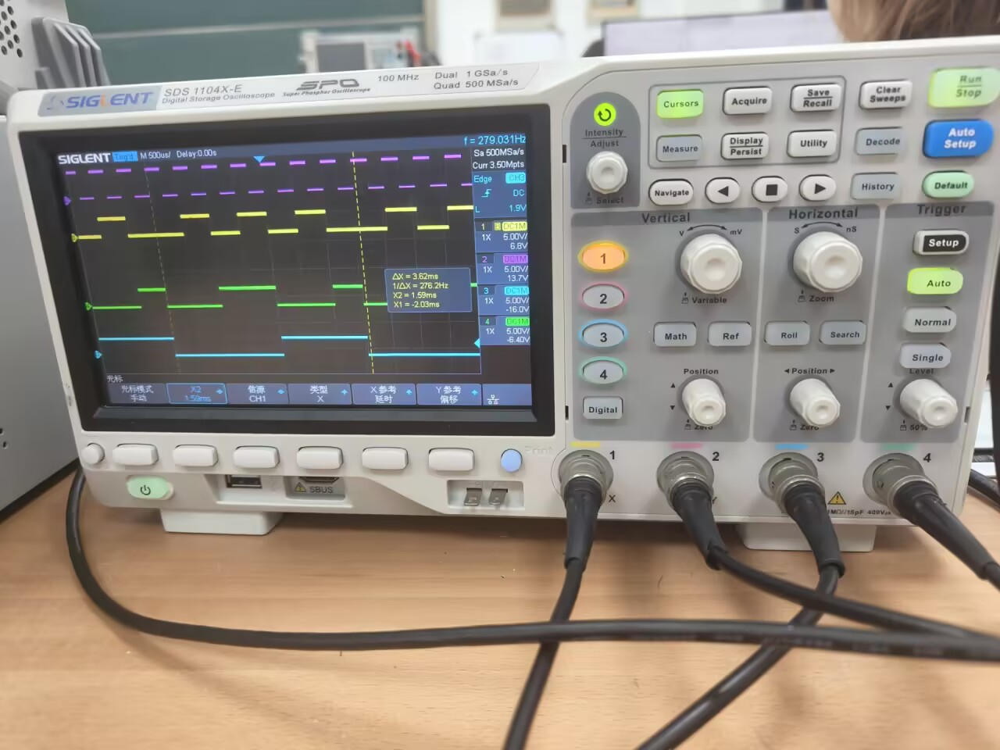 SIGLENT
SDS 1104X-E
Digital Storage Oscilloscope
SPO
Super Phosphor Oscilloscope
100 MHz
Dual 1 GSa/s
Quad 500 MSa/s
SIGLENT Trig'd M 500us/ Delay:0.00s
f = 279.031Hz
Sa 500MSa/s
Curr 3.50Mpts
Edge CH3
DC
L 1.9V
1 B DC1M
1X 5.00V/
6.8V
2 DC1M
1X 5.00V/
13.7V
3 DC1M
1X 5.00V/
-16.0V
4 DC1M
1X 5.00V/
-6.40V
ΔX = 3.62ms
1/ΔX = 276.2Hz
X2 = 1.59ms
X1 = -2.03ms
光标
光标模式 X2 信源 类型 X参考 Y参考
手动 1.59ms CH1 X 延时 偏移
Print
SBUS
Intensity
Adjust
Select
Cursors
Acquire
Save
Recall
Clear
Sweeps
Run
Stop
Measure
Display
Persist
Utility
Decode
Auto
Setup
Navigate
History
Default
Vertical
Horizontal
Trigger
V mV
S nS
1
2
3
4
Digital
Variable
Zoom
Math
Ref
Roll
Search
Position
Zero
Position
Zero
Setup
Auto
Normal
Single
Level
50%
1
2
3
4
X
Y